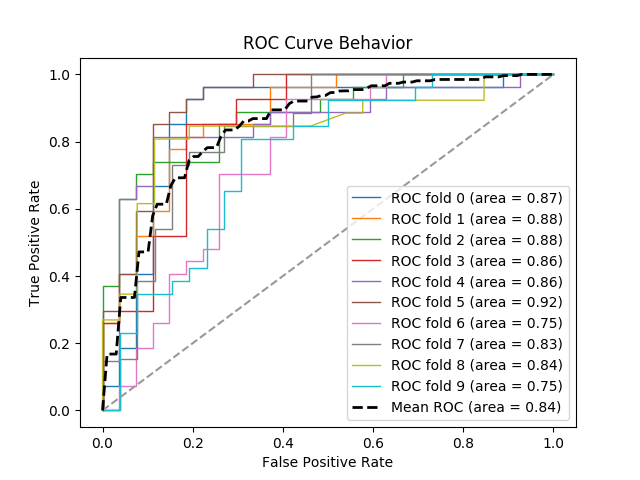 ROC Curve Behavior
True Positive Rate
1.0
0.8
0.6
0.4
0.2
0.0
ROC fold 0 (area = 0.87)
ROC fold 1 (area = 0.88)
ROC fold 2 (area = 0.88)
ROC fold 3 (area = 0.86)
ROC fold 4 (area = 0.86)
ROC fold 5 (area = 0.92)
ROC fold 6 (area = 0.75)
ROC fold 7 (area = 0.83)
ROC fold 8 (area = 0.84)
ROC fold 9 (area = 0.75)
Mean ROC (area = 0.84)
0.0 0.2 0.4 0.6 0.8 1.0
False Positive Rate